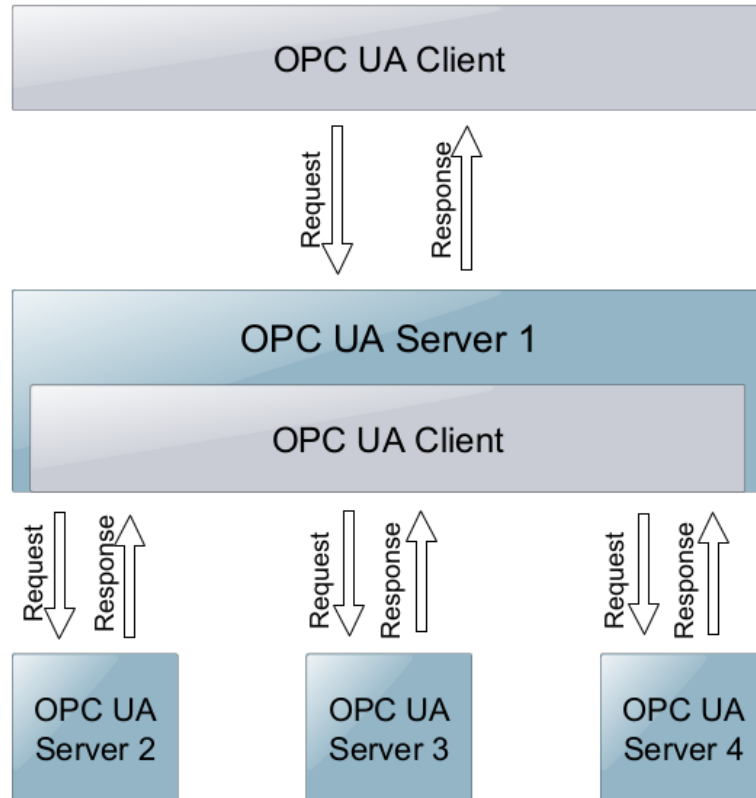 OPC UA Client
Request
Response
OPC UA Server 1
OPC UA Client
Request
Response
Request
Response
Request
Response
OPC UA
Server 2
OPC UA
Server 3
OPC UA
Server 4